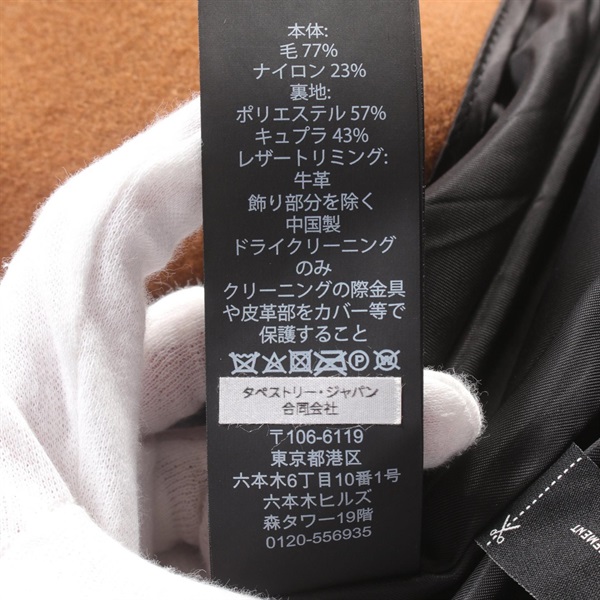 本体:
毛 77%
ナイロン 23%
裏地:
ポリエステル 57%
キュプラ 43%
レザートリミング:
牛革
飾り部分を除く
中国製
ドライクリーニング
のみ
クリーニングの際金具
や皮革部をカバー等で
保護すること
タペストリー・ジャパン
合同会社
〒106-6119
東京都港区
六本木6丁目10番1号
六本木ヒルズ
森タワー19階
0120-556935